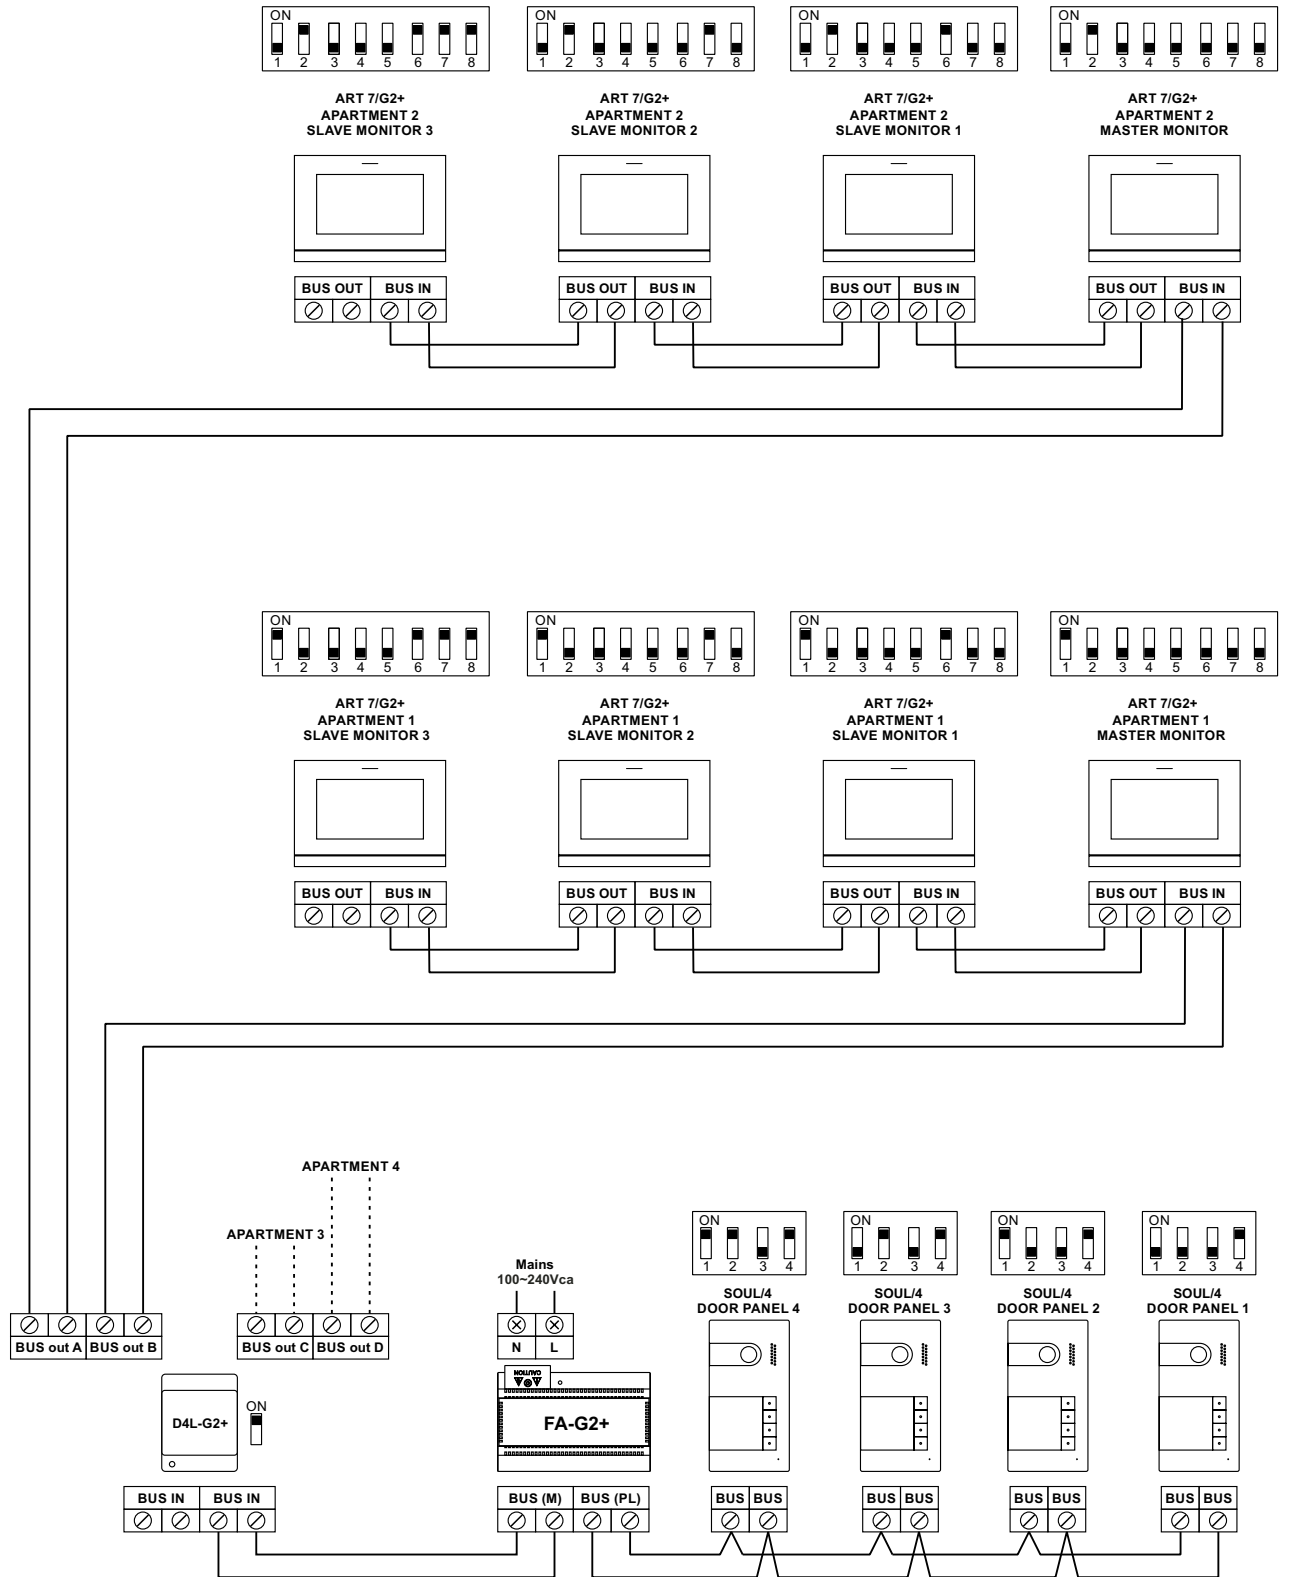 ON ON ON ON
1 2 3 4 5 6 7 8 1 2 3 4 5 6 7 8 1 2 3 4 5 6 7 8 1 2 3 4 5 6 7 8
ART 7/G2+ ART 7/G2+ ART 7/G2+ ART 7/G2+
APARTMENT 2 APARTMENT 2 APARTMENT 2 APARTMENT 2
SLAVE MONITOR 3 SLAVE MONITOR 2 SLAVE MONITOR 1 MASTER MONITOR
BUS OUT BUS IN BUS OUT BUS IN BUS OUT BUS IN BUS OUT BUS IN
ON ON ON ON
1 2 3 4 5 6 7 8 1 2 3 4 5 6 7 8 1 2 3 4 5 6 7 8 1 2 3 4 5 6 7 8
ART 7/G2+ ART 7/G2+ ART 7/G2+ ART 7/G2+
APARTMENT 1 APARTMENT 1 APARTMENT 1 APARTMENT 1
SLAVE MONITOR 3 SLAVE MONITOR 2 SLAVE MONITOR 1 MASTER MONITOR
BUS OUT BUS IN BUS OUT BUS IN BUS OUT BUS IN BUS OUT BUS IN
APARTMENT 4
APARTMENT 3
ON ON ON ON
1 2 3 4 1 2 3 4 1 2 3 4 1 2 3 4
Mains
100~240Vca
SOUL/4 SOUL/4 SOUL/4 SOUL/4
DOOR PANEL 4 DOOR PANEL 3 DOOR PANEL 2 DOOR PANEL 1
BUS out A BUS out B BUS out C BUS out D N L
CAUTION
ON
D4L-G2+ FA-G2+
BUS IN BUS IN BUS (M) BUS (PL) BUS BUS BUS BUS BUS BUS BUS BUS